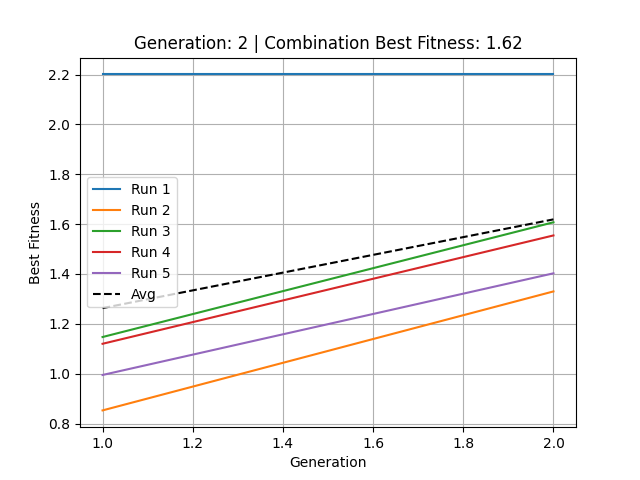 Generation: 2 | Combination Best Fitness: 1.62
2.2
2.0
1.8
1.6
1.4
1.2
1.0
0.8
Best Fitness
Run 1
Run 2
Run 3
Run 4
Run 5
Avg
1.0 1.2 1.4 1.6 1.8 2.0
Generation